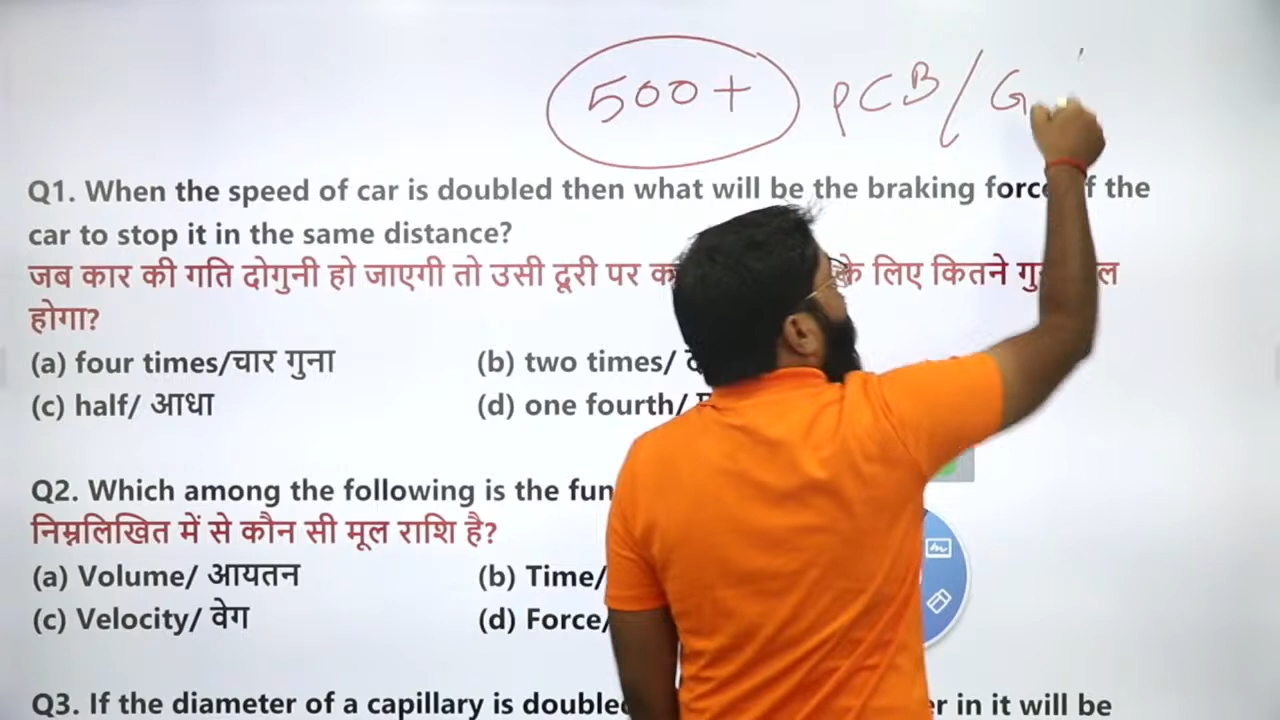 500+ PCB/G
Q1. When the speed of car is doubled then what will be the braking force of the
car to stop it in the same distance?
जब कार की गति दोगुनी हो जाएगी तो उसी दूरी पर के लिए कितने
होगा?
(a) four times/चार गुना (b) two times/
(c) half/ आधा (d) one fourth/
Q2. Which among the following is the
निम्नलिखित में से कौन सी मूल राशि है?
(a) Volume/ आयतन (b) Time/
(c) Velocity/ वेग (d) Force/
Q3. If the diameter of a capillary is doubled in it will be